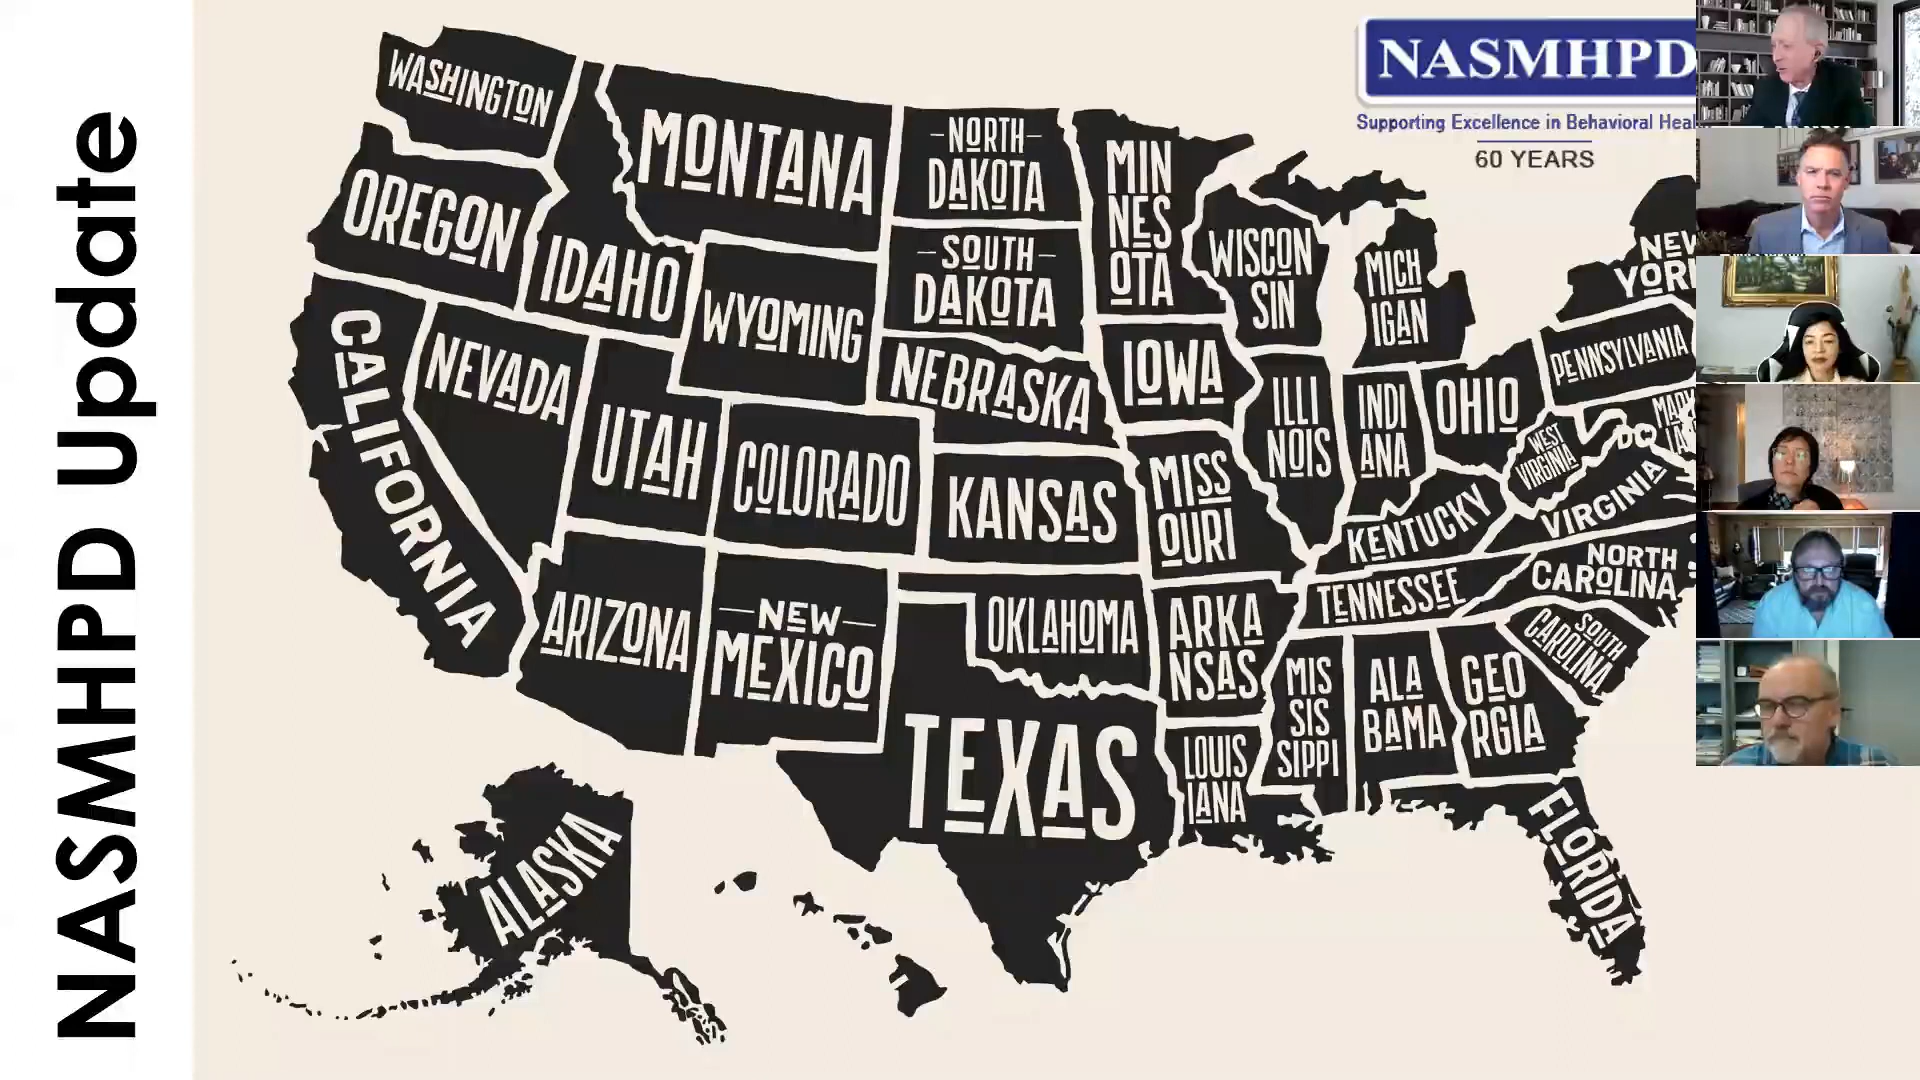 NASMHPD Update
NASMHPD
Supporting Excellence in Behavioral Heal
60 YEARS
WASHINGTON
MONTANA
NORTH
DAKOTA
MIN
NES
OTA
OREGON
IDAHO
WYOMING
SOUTH
DAKOTA
WISCON
SIN
MICH
IGAN
NEW
YORK
CALIFORNIA
NEVADA
UTAH
COLORADO
NEBRASKA
IOWA
ILLI
NOIS
INDI
ANA
OHIO
PENNSYLVANIA
WEST
VIRGINIA
DC
MARY
LA
VIRGINIA
KANSAS
MISS
OURI
KENTUCKY
NORTH
CAROLINA
TENNESSEE
ARIZONA
NEW
MEXICO
OKLAHOMA
ARKA
NSAS
SOUTH
CAROLINA
TEXAS
LOUIS
IANA
MIS
SIS
SIPPI
ALA
BAMA
GEO
RGIA
FLORIDA
ALASKA